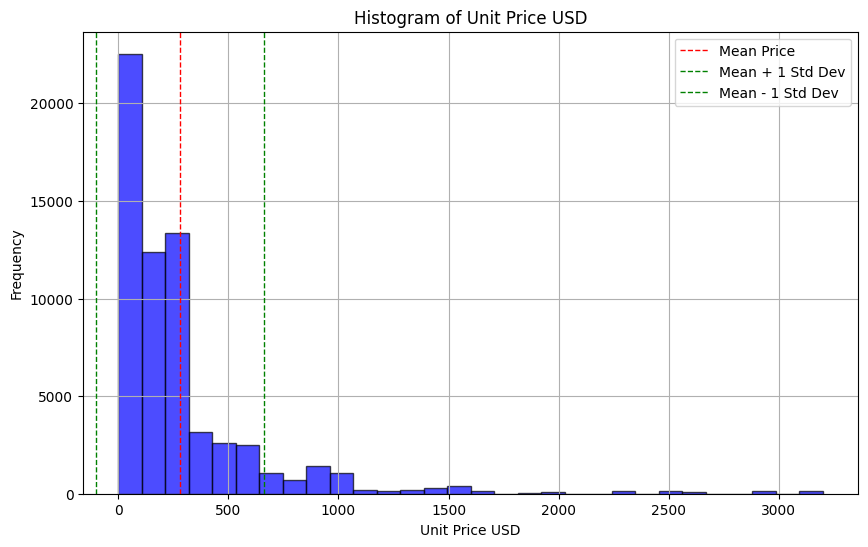 Histogram of Unit Price USD
Mean Price
Mean + 1 Std Dev
Mean - 1 Std Dev
Frequency
20000
15000
10000
5000
0
0 500 1000 1500 2000 2500 3000
Unit Price USD